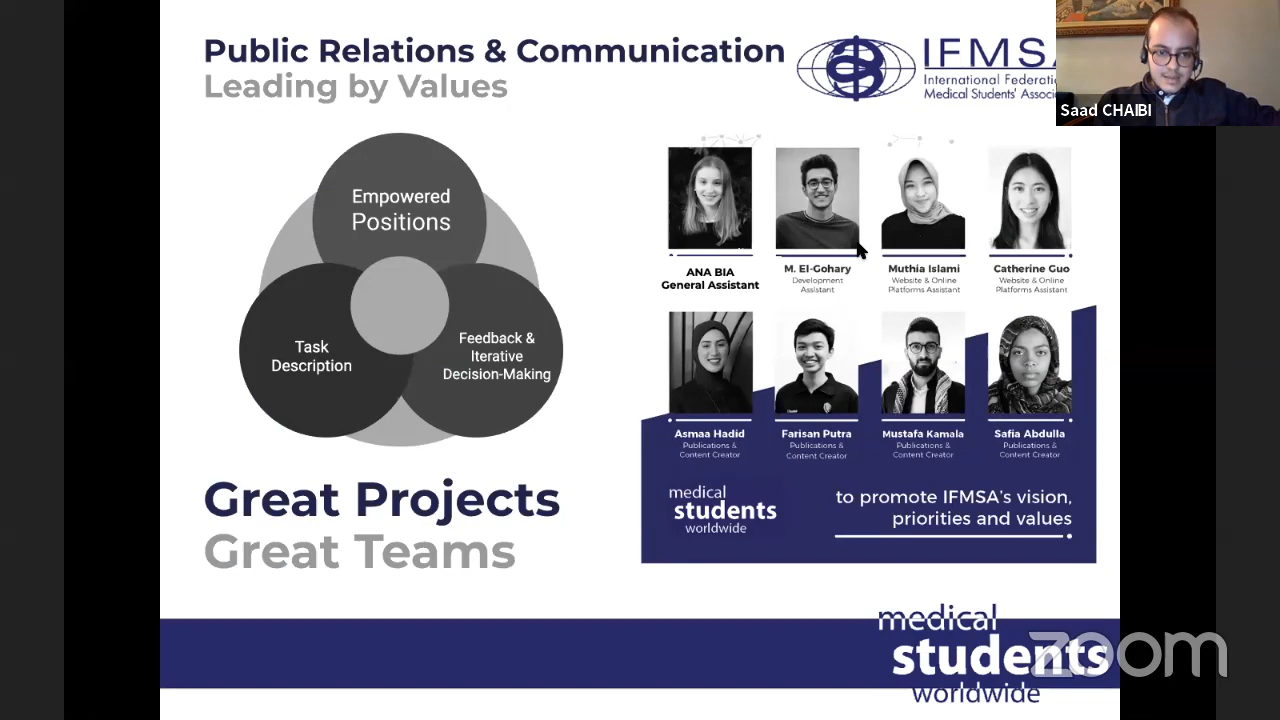 Public Relations & Communication
Leading by Values
IFMSA
International Federatio
Medical Students' Associ
Saad CHAIBI
Empowered
Positions
Task
Description
Feedback &
Iterative
Decision-Making
ANA BIA
General Assistant
M. El-Gohary
Development
Assistant
Muthia Islami
Website & Online
Platforms Assistant
Catherine Guo
Website & Online
Platforms Assistant
Asmaa Hadid
Publications &
Content Creator
Farisan Putra
Publications &
Content Creator
Mustafa Kamala
Publications &
Content Creator
Safia Abdulla
Publications &
Content Creator
medical
students
worldwide
to promote IFMSA's vision,
priorities and values
Great Projects
Great Teams
medical
students
worldwide
zoom